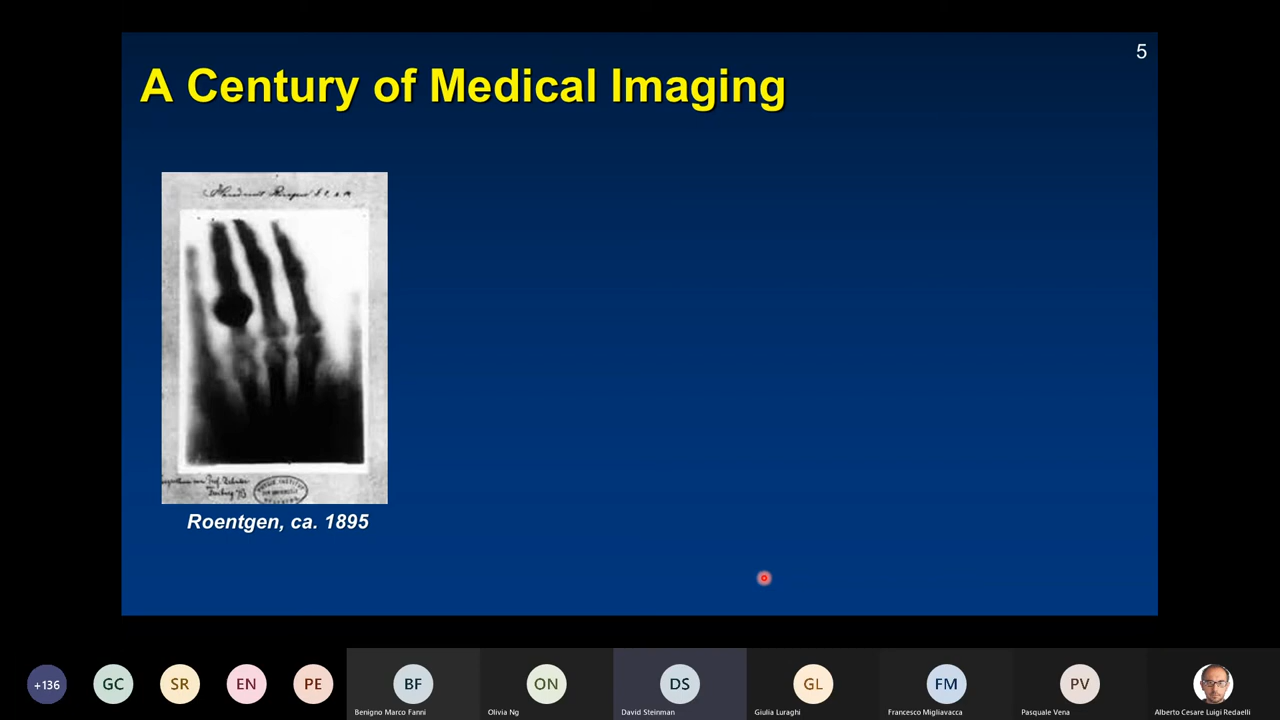 5
A Century of Medical Imaging
Roentgen, ca. 1895
+136
GC
SR
EN
PE
BF
ON
DS
GL
FM
PV
Benigno Marco Fanni
Olivia Ng
David Steinman
Giulia Luraghi
Francesco Migliavacca
Pasquale Vena
Alberto Cesare Luigi Redaelli